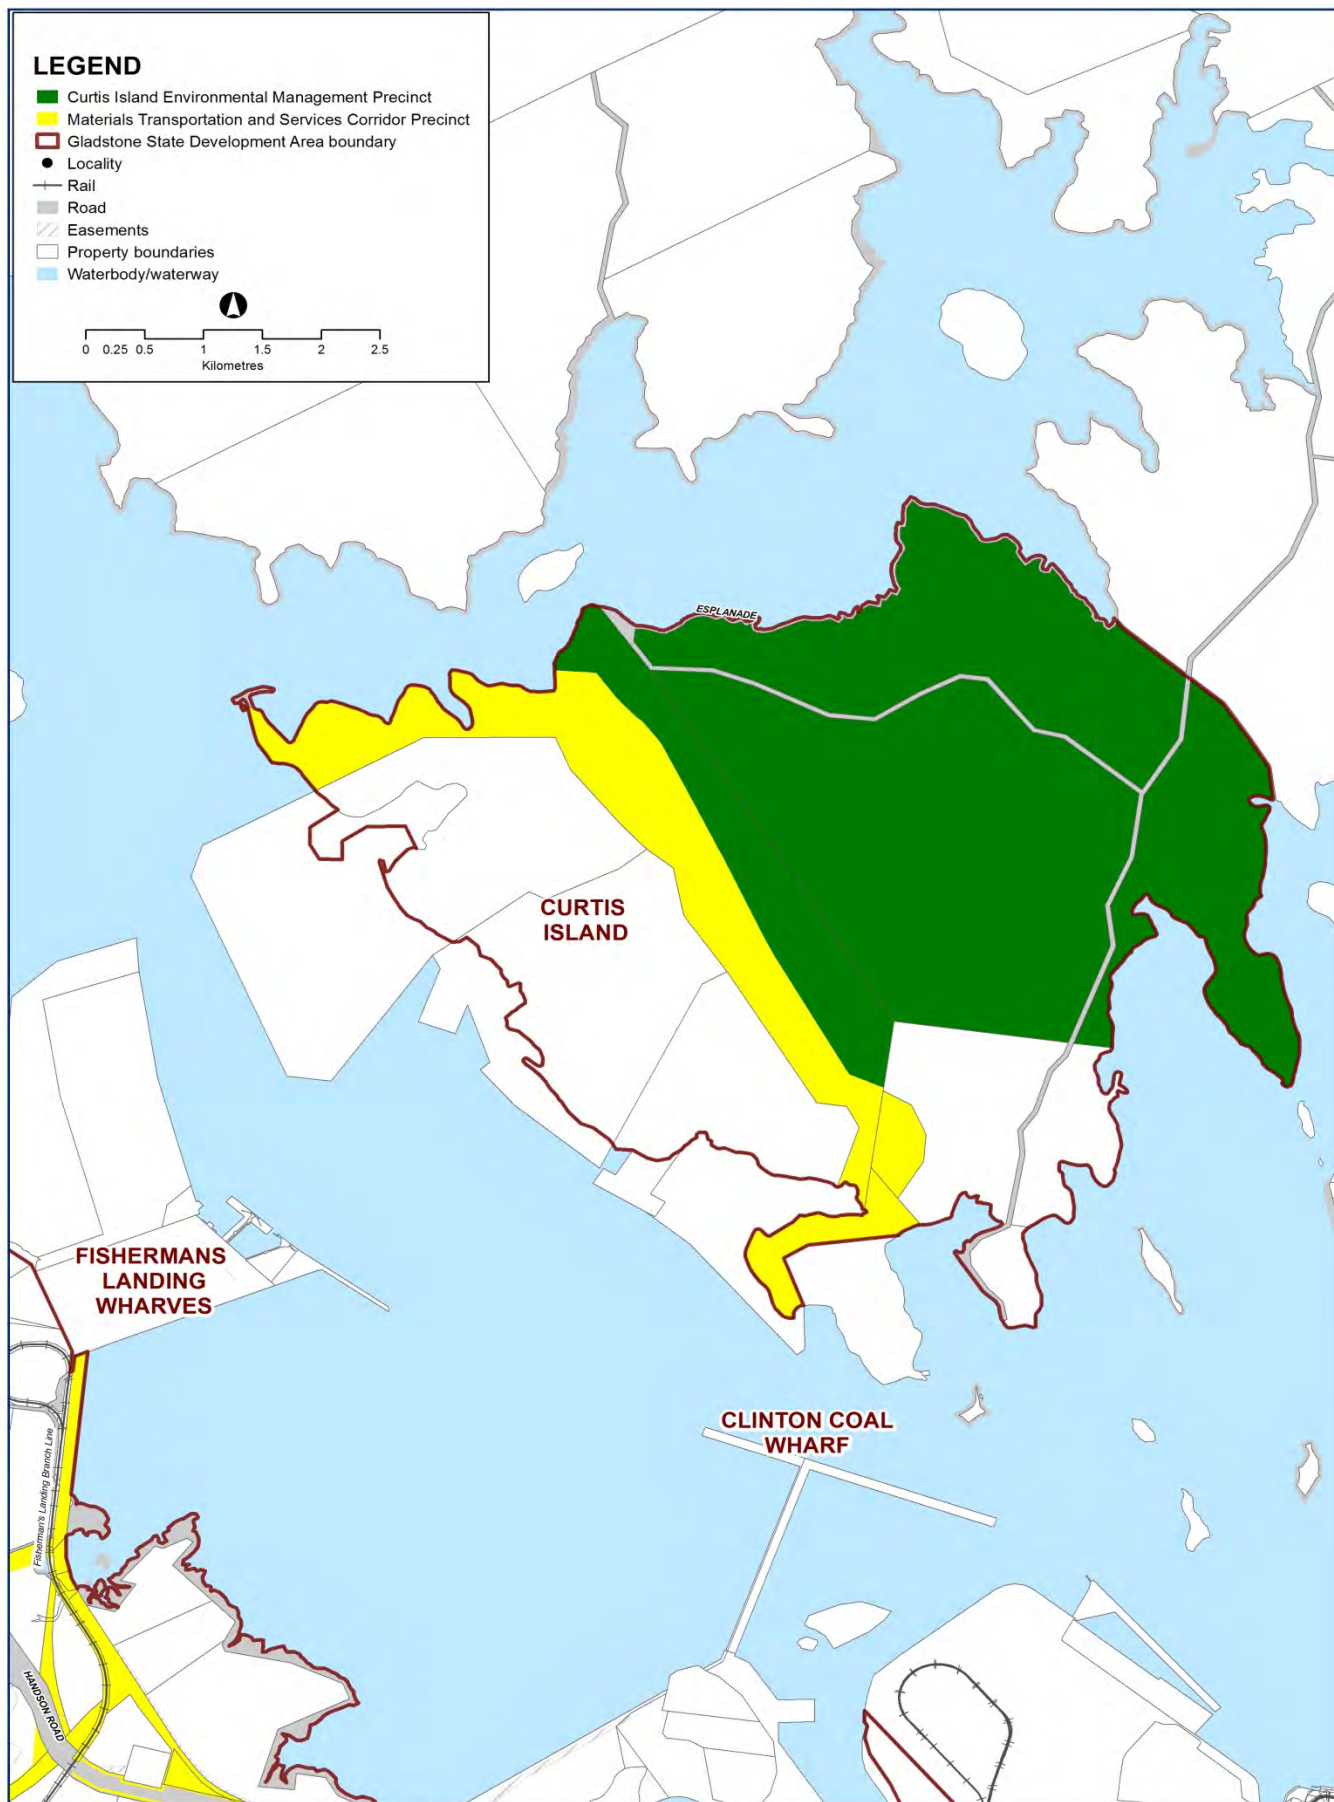 LEGEND
Curtis Island Environmental Management Precinct
Materials Transportation and Services Corridor Precinct
Gladstone State Development Area boundary
Locality
Rail
Road
Easements
Property boundaries
Waterbody/waterway
0 0.25 0.5 1 1.5 2 2.5
Kilometres
ESPLANADE
CURTIS
ISLAND
FISHERMANS
LANDING
WHARVES
CLINTON COAL
WHARF
Fisherman's Landing Branch Line
HANDSON ROAD